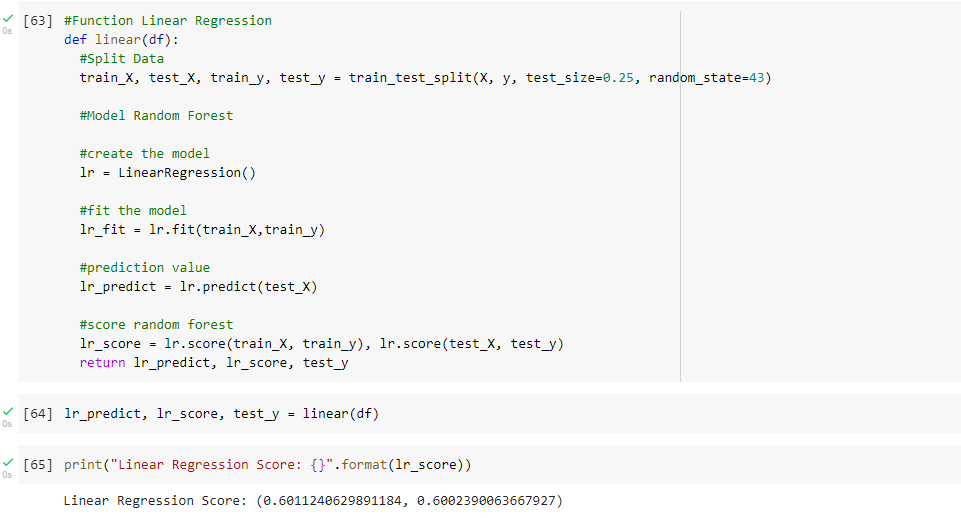 [63] #Function Linear Regression
0s
def linear(df):
#Split Data
train_X, test_X, train_y, test_y = train_test_split(X, y, test_size=0.25, random_state=43)
#Model Random Forest
#create the model
lr = LinearRegression()
#fit the model
lr_fit = lr.fit(train_X,train_y)
#prediction value
lr_predict = lr.predict(test_X)
#score random forest
lr_score = lr.score(train_X, train_y), lr.score(test_X, test_y)
return lr_predict, lr_score, test_y
[64] lr_predict, lr_score, test_y = linear(df)
0s
[65] print("Linear Regression Score: {}".format(lr_score))
0s
Linear Regression Score: (0.6011240629891184, 0.6002390063667927)